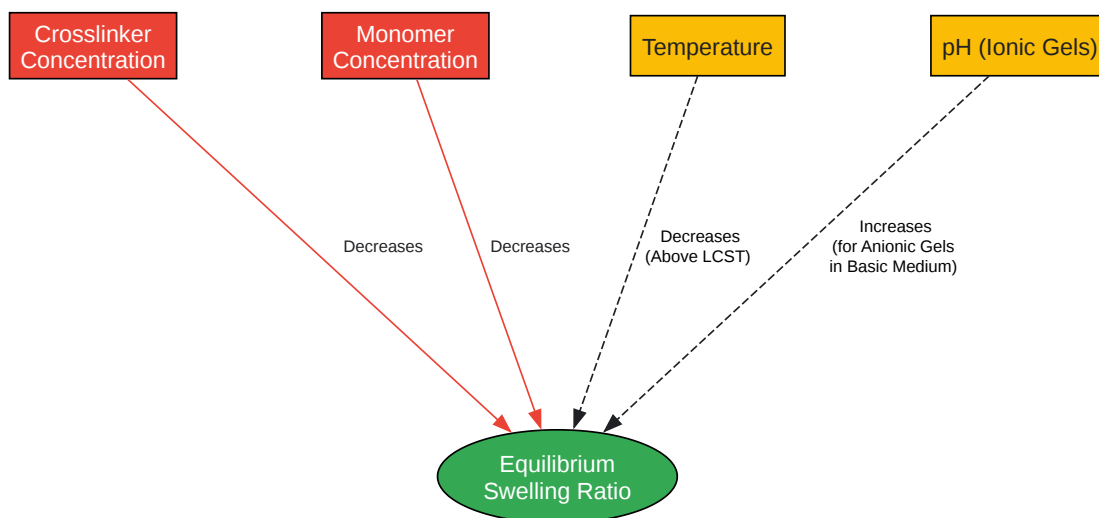 Crosslinker
Concentration
Monomer
Concentration
Temperature
pH (Ionic Gels)
Decreases
Decreases
Decreases
(Above LCST)
Increases
(for Anionic Gels
in Basic Medium)
Equilibrium
Swelling Ratio